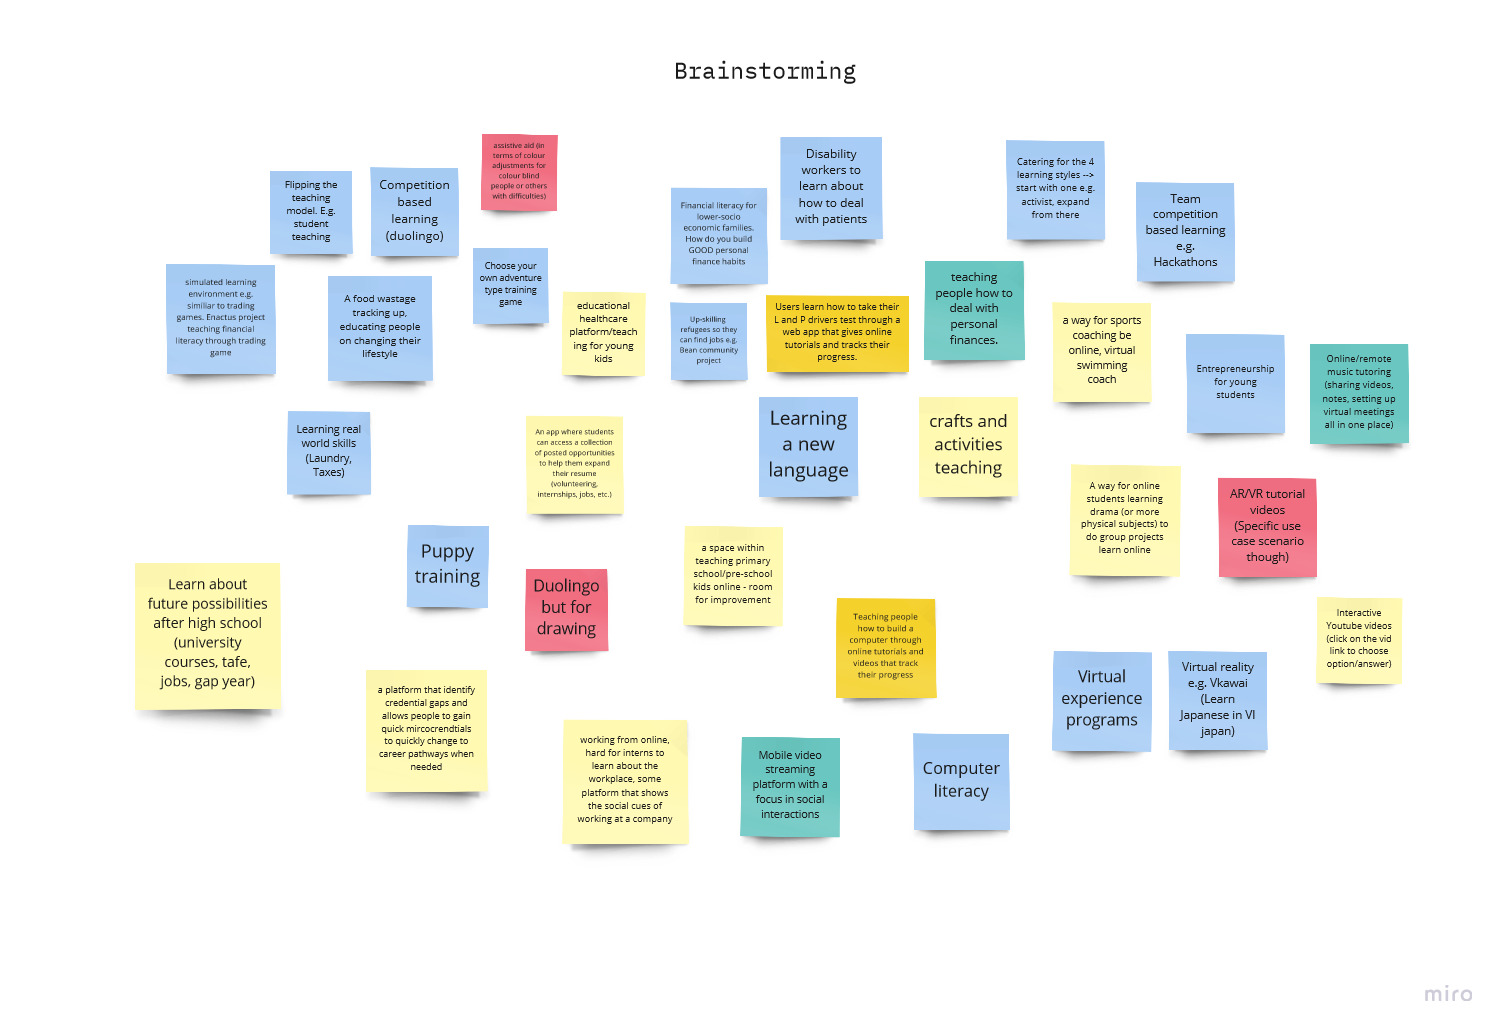 Brainstorming
assistive aid (in
terms of colour
adjustments for
colour blind
people or others
with difficulties)
Flipping the
teaching
model. E.g.
student
teaching
Competition
based
learning
(duolingo)
Financial literacy for
lower-socio
economic families.
How do you build
GOOD personal
finance habits
Disability
workers to
learn about
how to deal
with patients
Catering for the 4
learning styles -->
start with one e.g.
activist, expand
from there
Team
competition
based learning
e.g.
Hackathons
simulated learning
environment e.g.
similiar to trading
games. Enactus project
teaching financial
literacy through trading
game
A food wastage
tracking up,
educating people
on changing their
lifestyle
Choose your
own adventure
type training
game
educational
healthcare
platform/teach
ing for young
kids
Up-skilling
refugees so they
can find jobs e.g.
Bean community
project
Users learn how to take their
L and P drivers test through a
web app that gives online
tutorials and tracks their
progress.
teaching
people how to
deal with
personal
finances.
a way for sports
coaching be
online, virtual
swimming
coach
Entrepreneurship
for young
students
Online/remote
music tutoring
(sharing videos,
notes, setting up
virtual meetings
all in one place)
Learning real
world skills
(Laundry,
Taxes)
An app where students
can access a collection
of posted opportunities
to help them expand
their resume
(volunteering,
internships, jobs, etc.)
Learning
a new
language
crafts and
activities
teaching
A way for online
students learning
drama (or more
physical subjects) to
do group projects
learn online
AR/VR tutorial
videos
(Specific use
case scenario
though)
Puppy
training
Duolingo
but for
drawing
a space within
teaching primary
school/pre-school
kids online - room
for improvement
Learn about
future possibilities
after high school
(university
courses, tafe,
jobs, gap year)
Teaching people
how to build a
computer through
online tutorials and
videos that track
their progress
Interactive
Youtube videos
(click on the vid
link to choose
option/answer)
Virtual
experience
programs
Virtual reality
e.g. Vkawai
(Learn
Japanese in VI
japan)
a platform that identify
credential gaps and
allows people to gain
quick mircocrendtials
to quickly change to
career pathways when
needed
working from online,
hard for interns to
learn about the
workplace, some
platform that shows
the social cues of
working at a company
Mobile video
streaming
platform with a
focus in social
interactions
Computer
literacy
miro